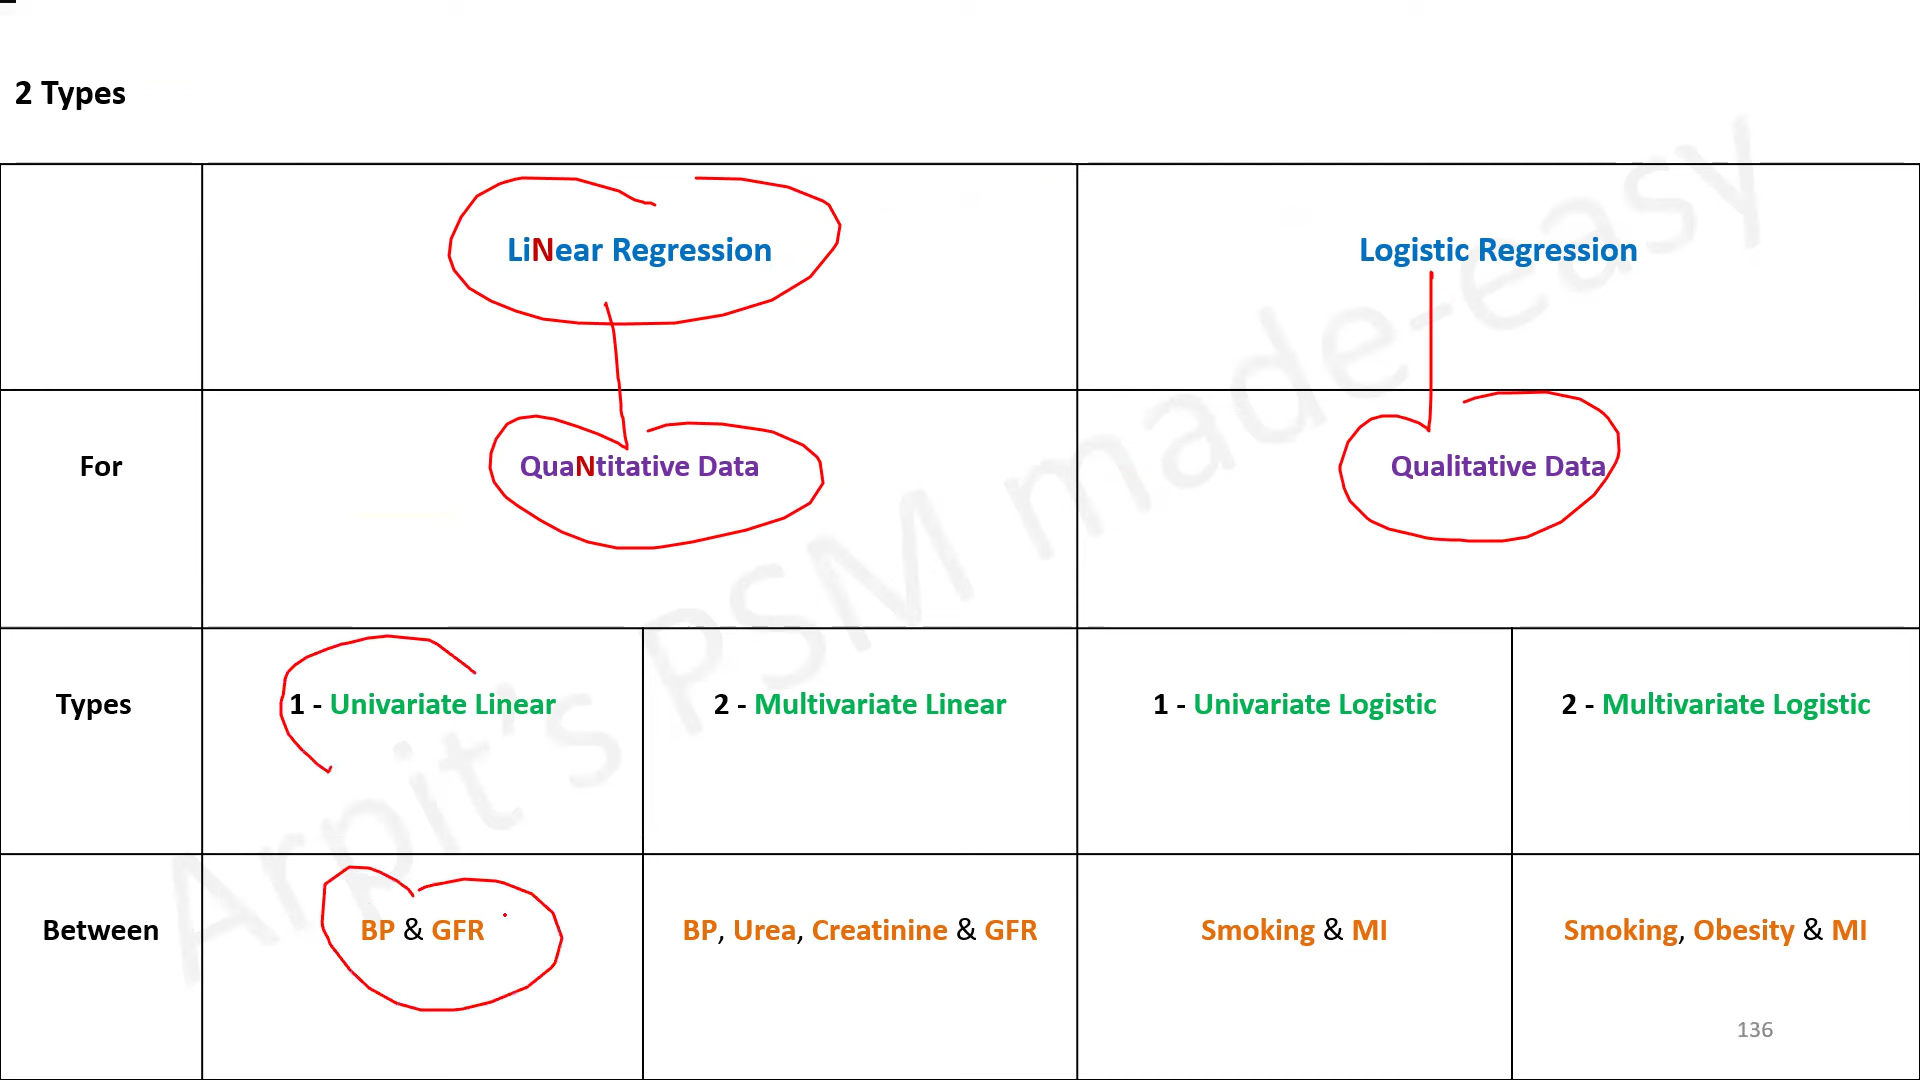 2 Types
LiNear Regression
Logistic Regression
For
QuaNtitative Data
Qualitative Data
Types
1 - Univariate Linear
2 - Multivariate Linear
1 - Univariate Logistic
2 - Multivariate Logistic
Between
BP & GFR
BP, Urea, Creatinine & GFR
Smoking & MI
Smoking, Obesity & MI
Arpit's PSM made-easy
136